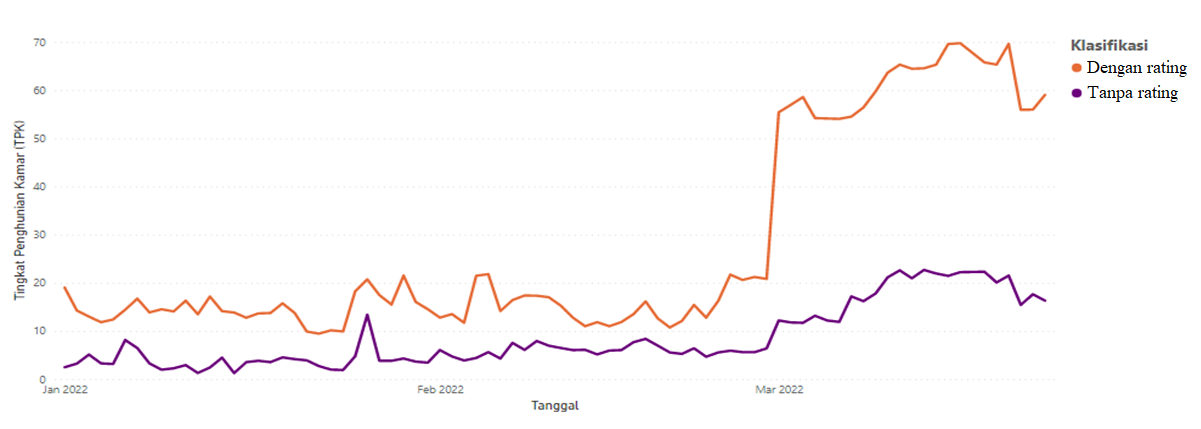 Klasifikasi
Dengan rating
Tanpa rating
Tingkat Penghunian Kamar (TPK)
70
60
50
40
30
20
10
0
Jan 2022
Feb 2022
Mar 2022
Tanggal